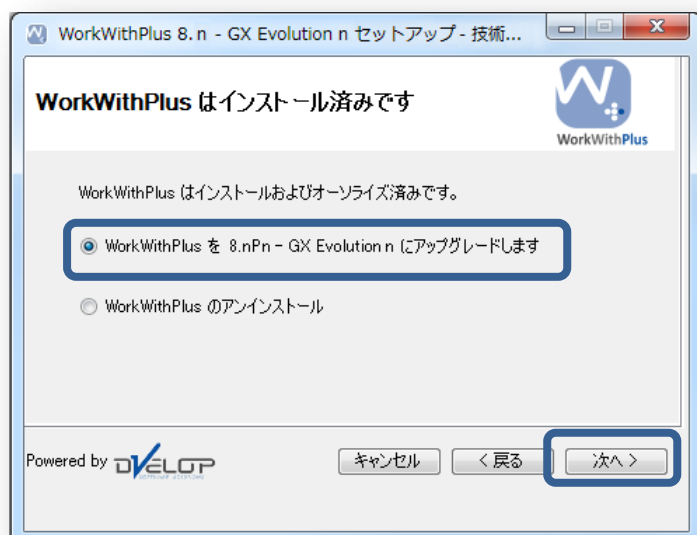 WorkWithPlus 8.n - GX Evolution n セットアップ - 技術...
WorkWithPlus はインストール済みです
WorkWithPlus
WorkWithPlus はインストールおよびオーソライズ済みです。
WorkWithPlus を 8.nPn - GX Evolution n にアップグレードします
WorkWithPlus のアンインストール
Powered by DVELOP
SOFTWARE ADVISORS
キャンセル < 戻る 次へ >